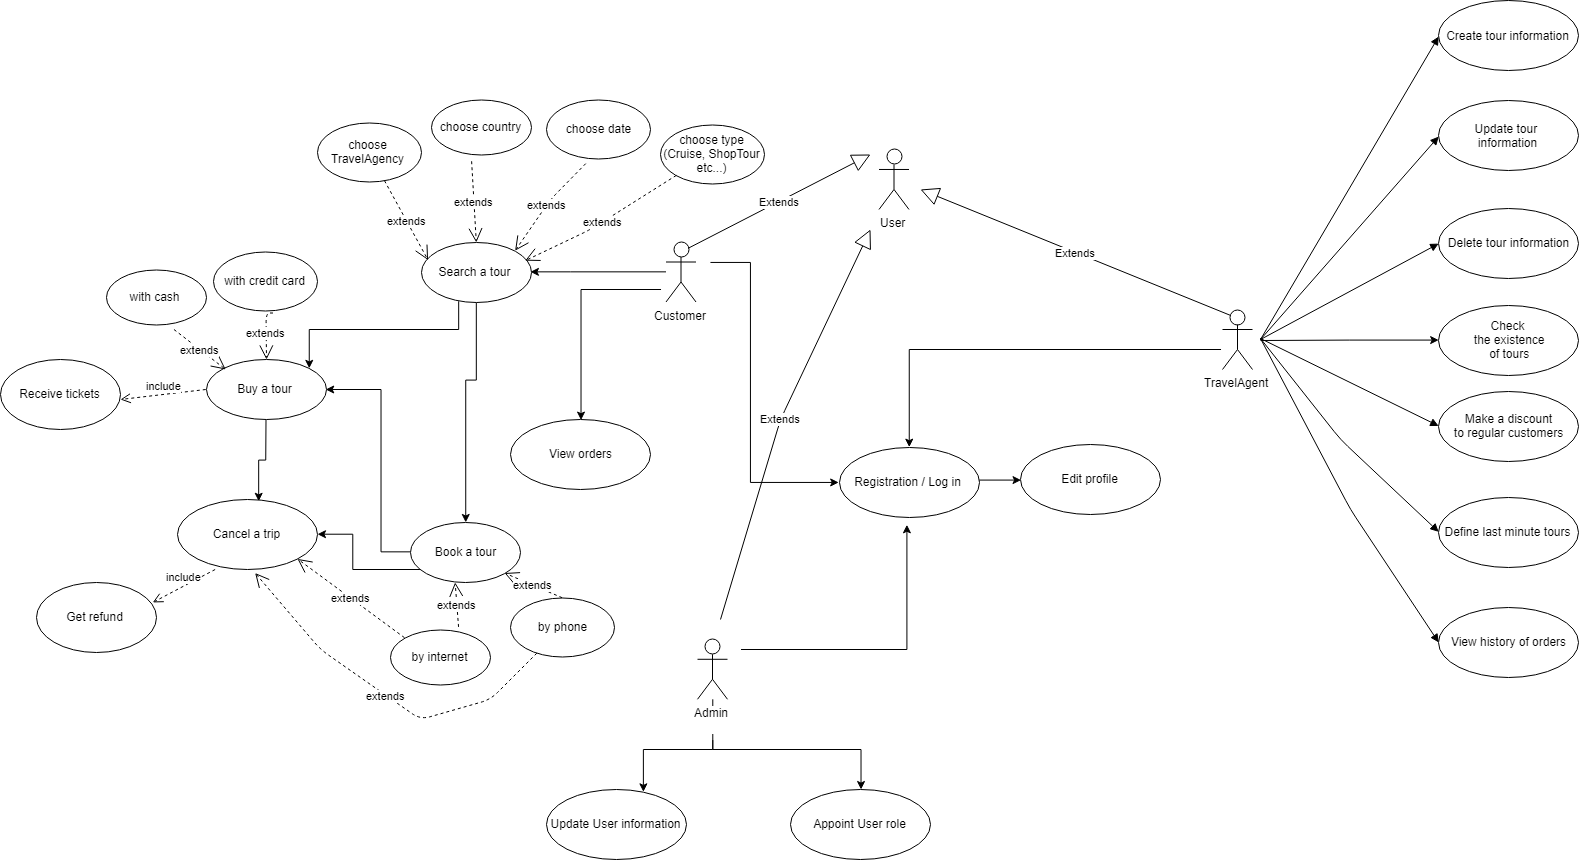 Create tour information
choose country
choose date
choose
TravelAgency
choose type
(Cruise, ShopTour
etc...)
Update tour
information
Extends
extends
extends
extends
extends
User
Delete tour information
Extends
Search a tour
with credit card
with cash
Customer
extends
extends
Check
the existence
of tours
TravelAgent
include
Receive tickets
Buy a tour
Extends
Make a discount
to regular customers
View orders
Registration / Log in
Edit profile
Cancel a trip
Book a tour
Define last minute tours
include
extends
extends
extends
Get refund
by phone
by internet
View history of orders
extends
Admin
Update User information
Appoint User role